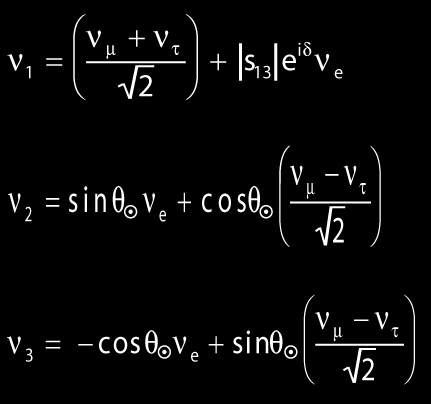 ν₁ = ( (ν_μ + ν_τ) / √2 ) + |s₁₃|e^{iδ}ν_e
ν₂ = sinθ_⊙ ν_e + cosθ_⊙ ( (ν_μ − ν_τ) / √2 )
ν₃ = −cosθ_⊙ ν_e + sinθ_⊙ ( (ν_μ − ν_τ) / √2 )